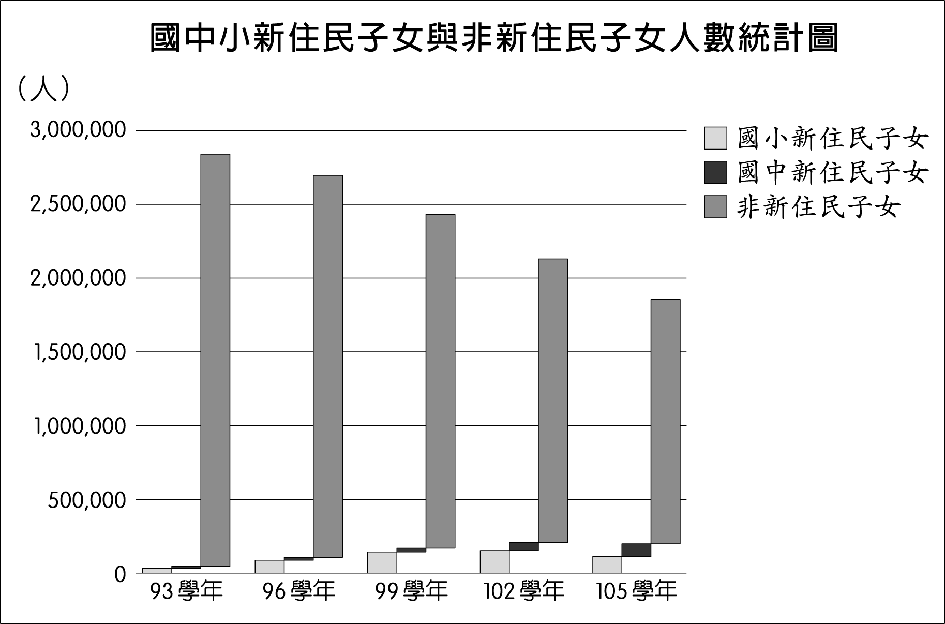 國中小新住民子女與非新住民子女人數統計圖
（人）
3,000,000
2,500,000
2,000,000
1,500,000
1,000,000
500,000
0
93學年 96學年 99學年 102學年 105學年
國小新住民子女
國中新住民子女
非新住民子女